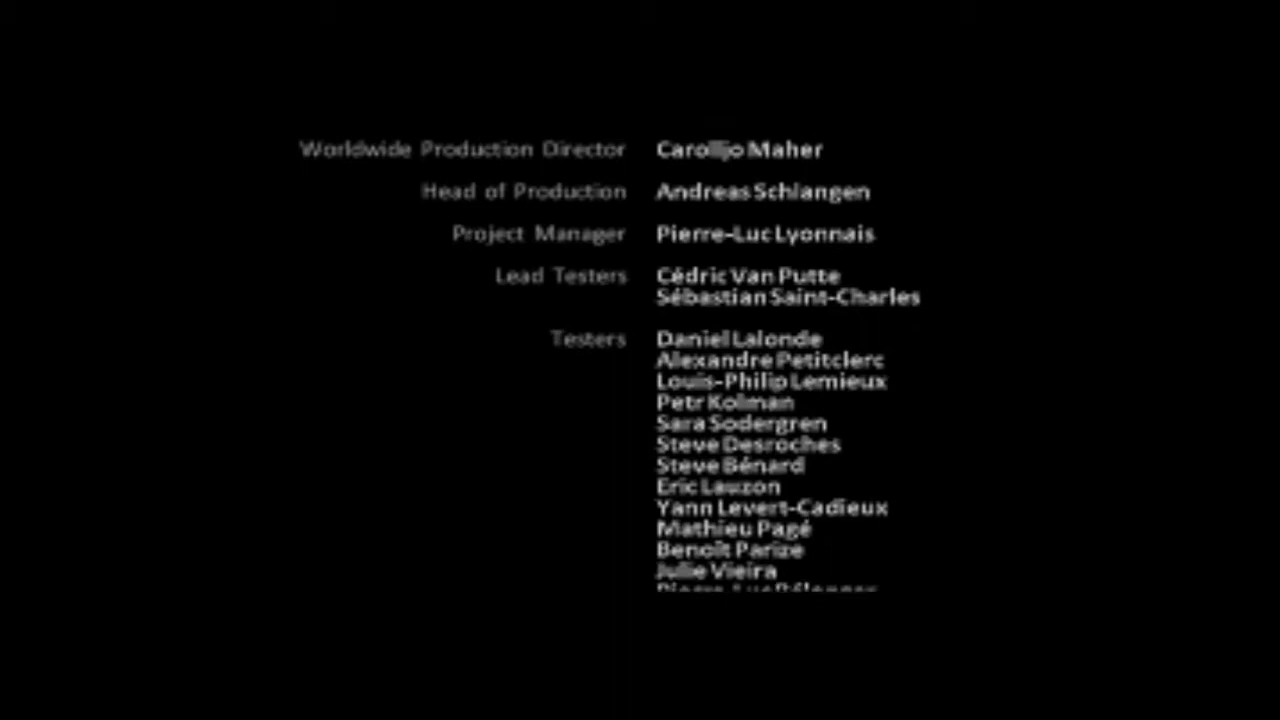 Worldwide Production Director Carolijo Maher
Head of Production Andreas Schlangen
Project Manager Pierre-Luc Lyonnais
Lead Testers Cédric Van Putte
Sébastian Saint-Charles
Testers Daniel Lalonde
Alexandre Petitclerc
Louis-Philip Lemieux
Petr Kolman
Sara Sodergren
Steve Desroches
Steve Bénard
Eric Lauzon
Yann Levert-Cadieux
Mathieu Pagé
Benoît Parize
Julie Vieira